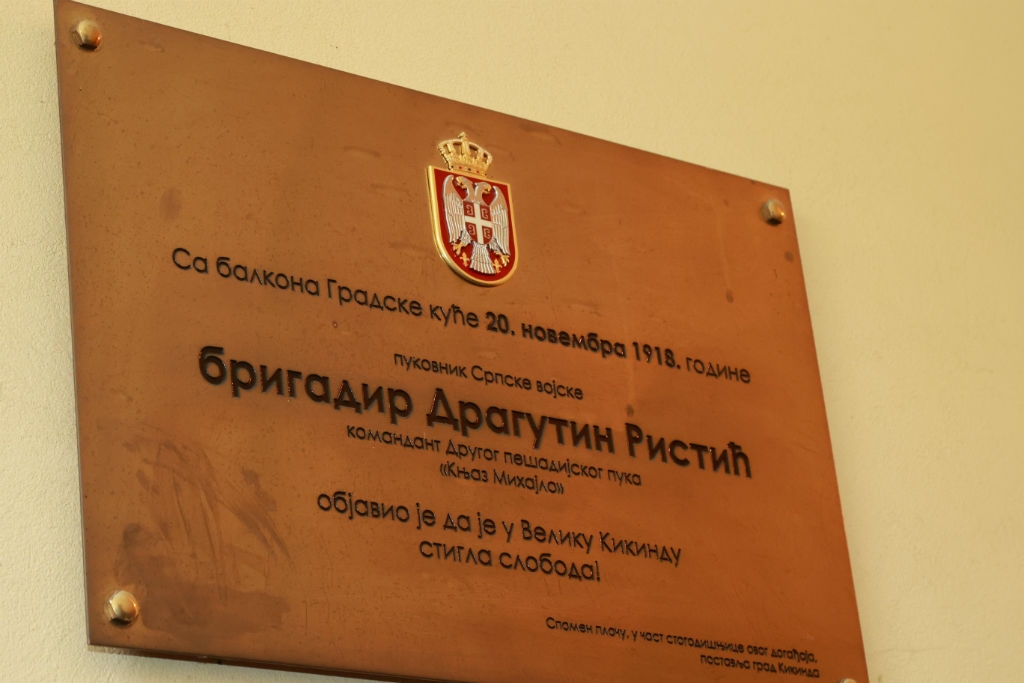 Са балкона Градске куће 20. новембра 1918. године
пуковник Српске војске
бригадир Драгутин Ристић
командант Другог пешадијског пука
«Књаз Михајло»
објавио је да је у Велику Кикинду
стигла слобода!
Спомен плочу, у част стогодишњице овог догађаја,
поставља град Кикинда